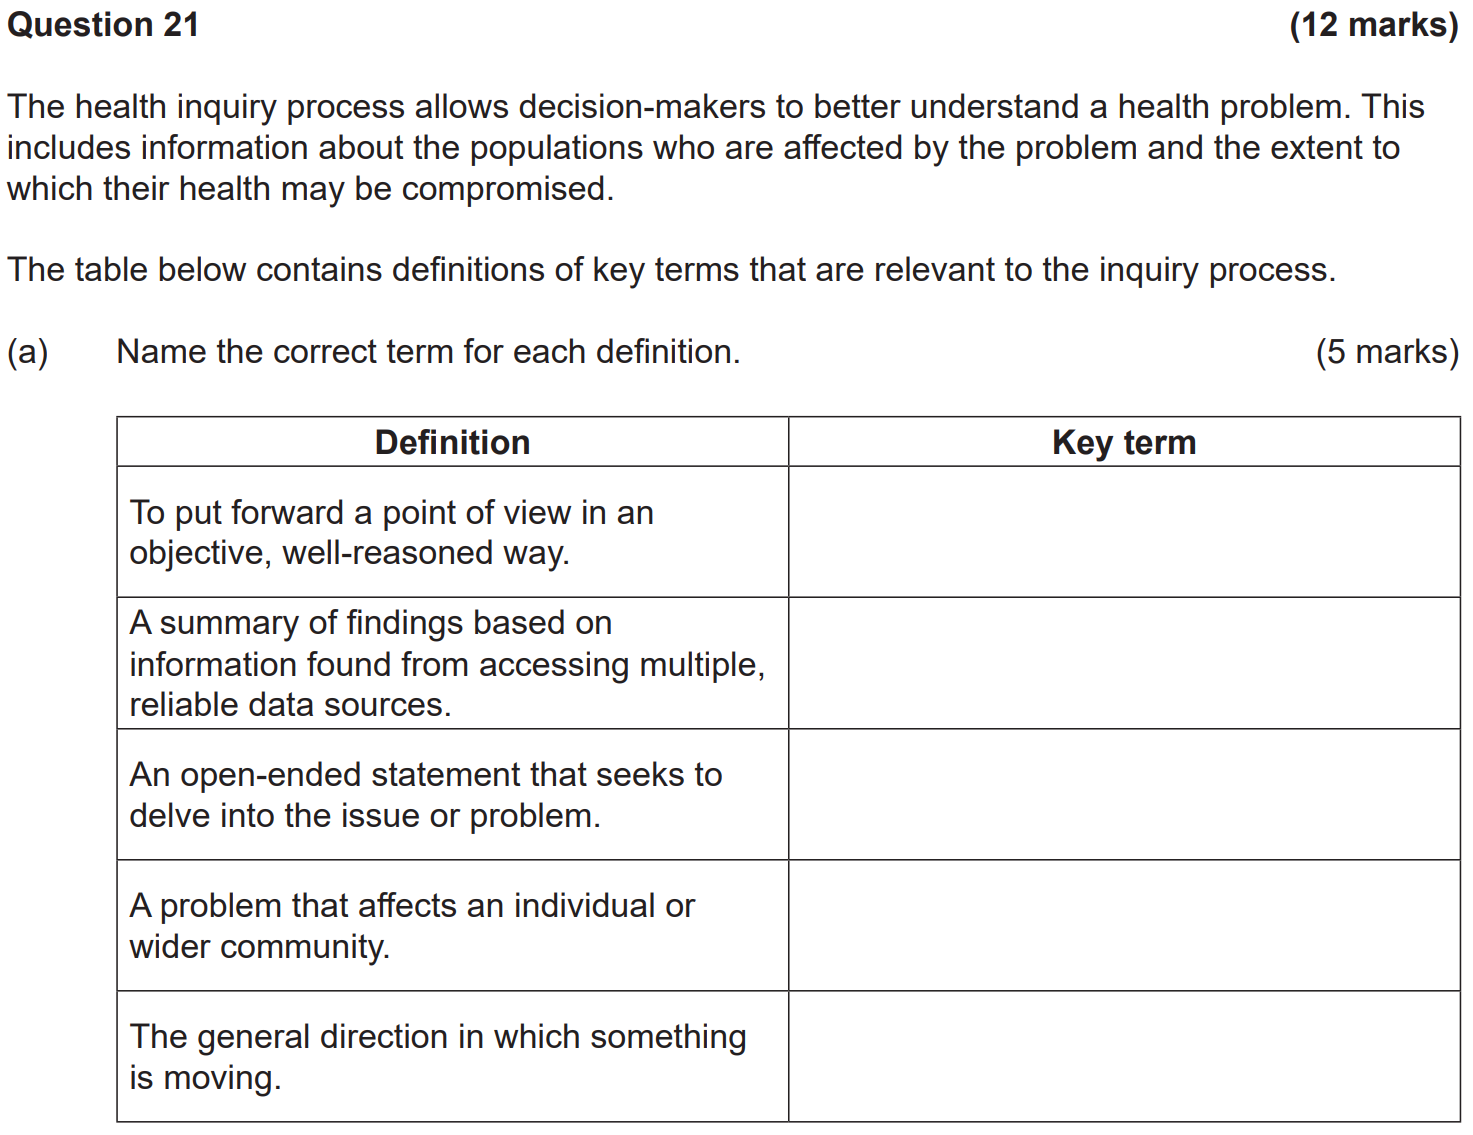 Question 21 (12 marks)
The health inquiry process allows decision-makers to better understand a health problem. This
includes information about the populations who are affected by the problem and the extent to
which their health may be compromised.
The table below contains definitions of key terms that are relevant to the inquiry process.
(a) Name the correct term for each definition. (5 marks)
Definition Key term
To put forward a point of view in an
objective, well-reasoned way.
A summary of findings based on
information found from accessing multiple,
reliable data sources.
An open-ended statement that seeks to
delve into the issue or problem.
A problem that affects an individual or
wider community.
The general direction in which something
is moving.